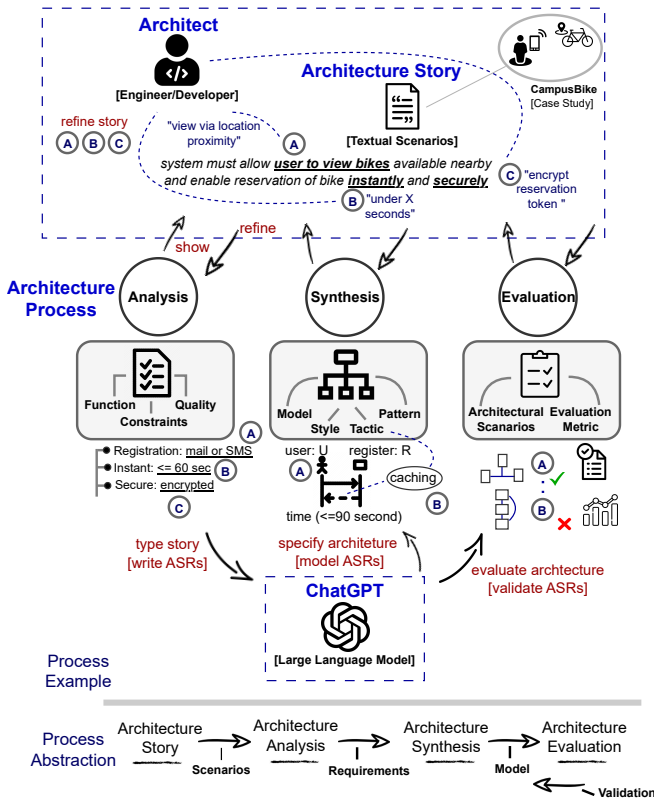 Architect
[Engineer/Developer]
Architecture Story
[Textual Scenarios]
CampusBike
[Case Study]
refine story
A B C
"view via location
proximity"
A
system must allow user to view bikes available nearby
and enable reservation of bike instantly and securely
B
"under X
seconds"
C
"encrypt
reservation
token "
show
refine
Architecture
Process
Analysis
Synthesis
Evaluation
Function
Quality
Constraints
Model
Pattern
Style
Tactic
Architectural
Scanarios
Evaluation
Metric
A
Registration: mail or SMS
Instant: <= 60 sec
B
Secure: encrypted
C
user: U
register: R
A
caching
B
time (<=90 second)
A
B
type story
[write ASRs]
specify architeture
[model ASRs]
evaluate archtecture
[validate ASRs]
ChatGPT
[Large Language Model]
Process
Example
Process
Abstraction
Architecture
Story
Scenarios
Architecture
Analysis
Requirements
Architecture
Synthesis
Model
Architecture
Evaluation
Validation